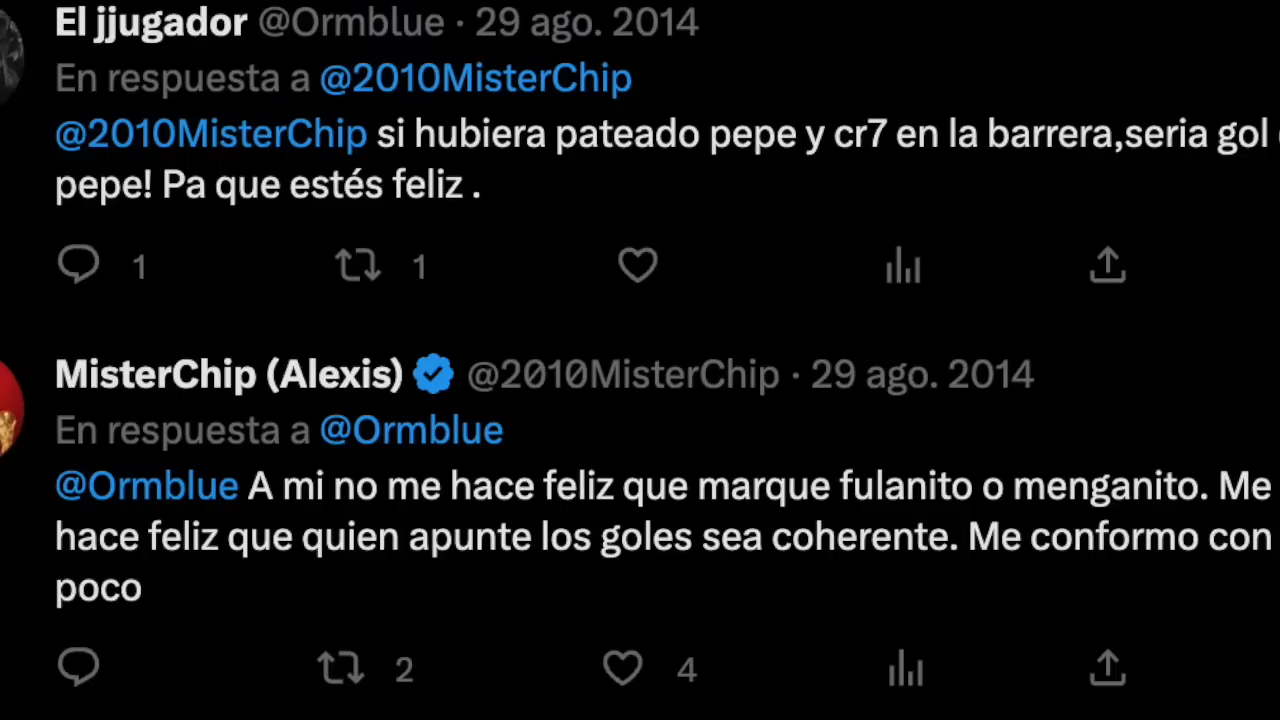 El jjugador @Ormblue · 29 ago. 2014
En respuesta a @2010MisterChip
@2010MisterChip si hubiera pateado pepe y cr7 en la barrera,seria gol
pepe! Pa que estés feliz .
1 1
MisterChip (Alexis) @2010MisterChip · 29 ago. 2014
En respuesta a @Ormblue
@Ormblue A mi no me hace feliz que marque fulanito o menganito. Me
hace feliz que quien apunte los goles sea coherente. Me conformo con
poco
2 4